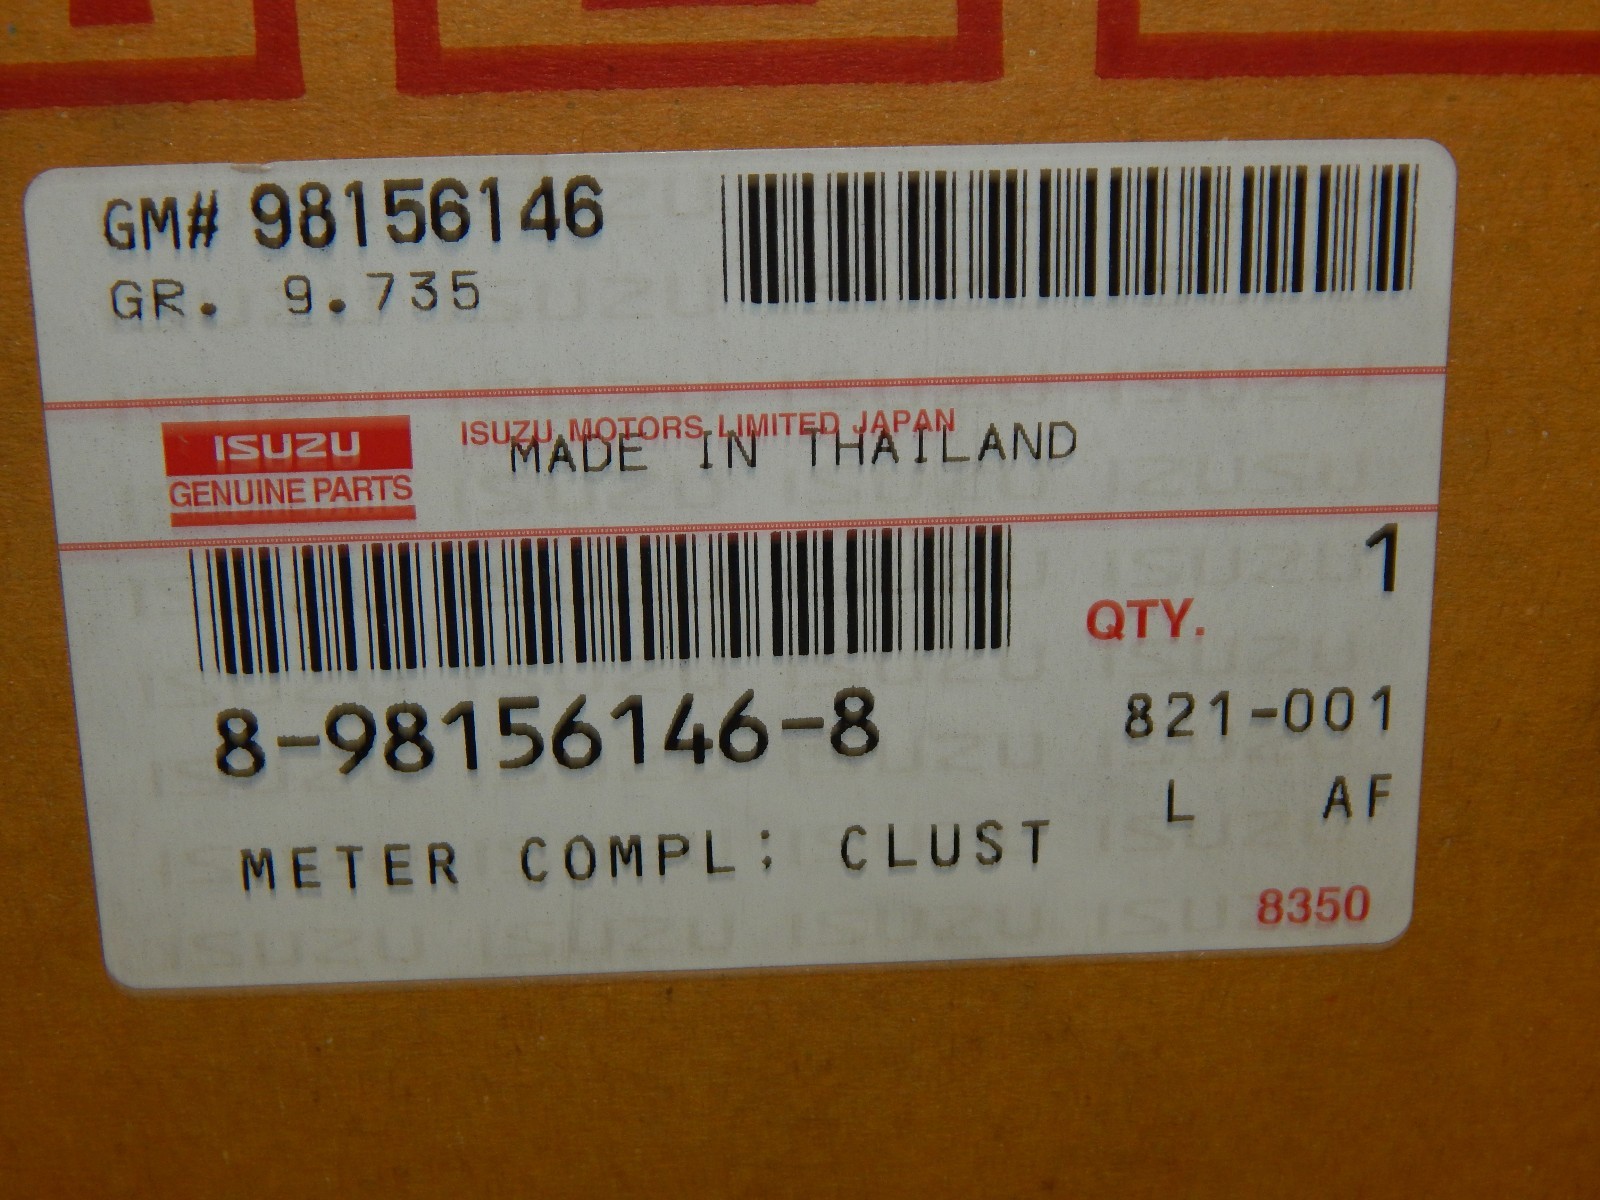 GM# 98156146
GR. 9.735
ISUZU
GENUINE PARTS
ISUZU MOTORS LIMITED JAPAN
MADE IN THAILAND
1
QTY.
8-98156146-8
821-001
L AF
METER COMPL; CLUST
8350